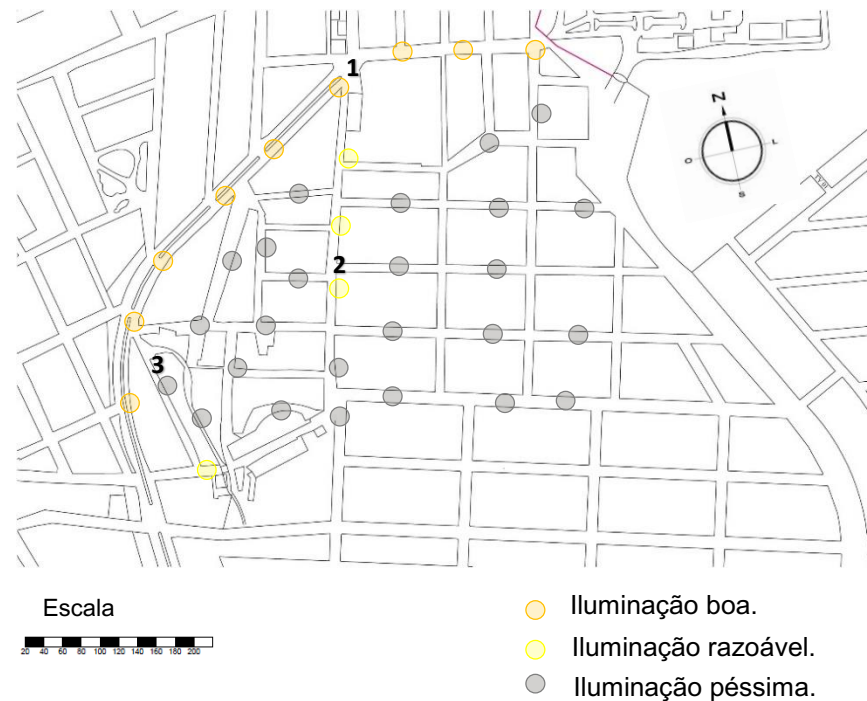 1
N
O
L
S
2
3
Escala
20 40 60 80 100 120 140 160 180 200
Iluminação boa.
Iluminação razoável.
Iluminação péssima.